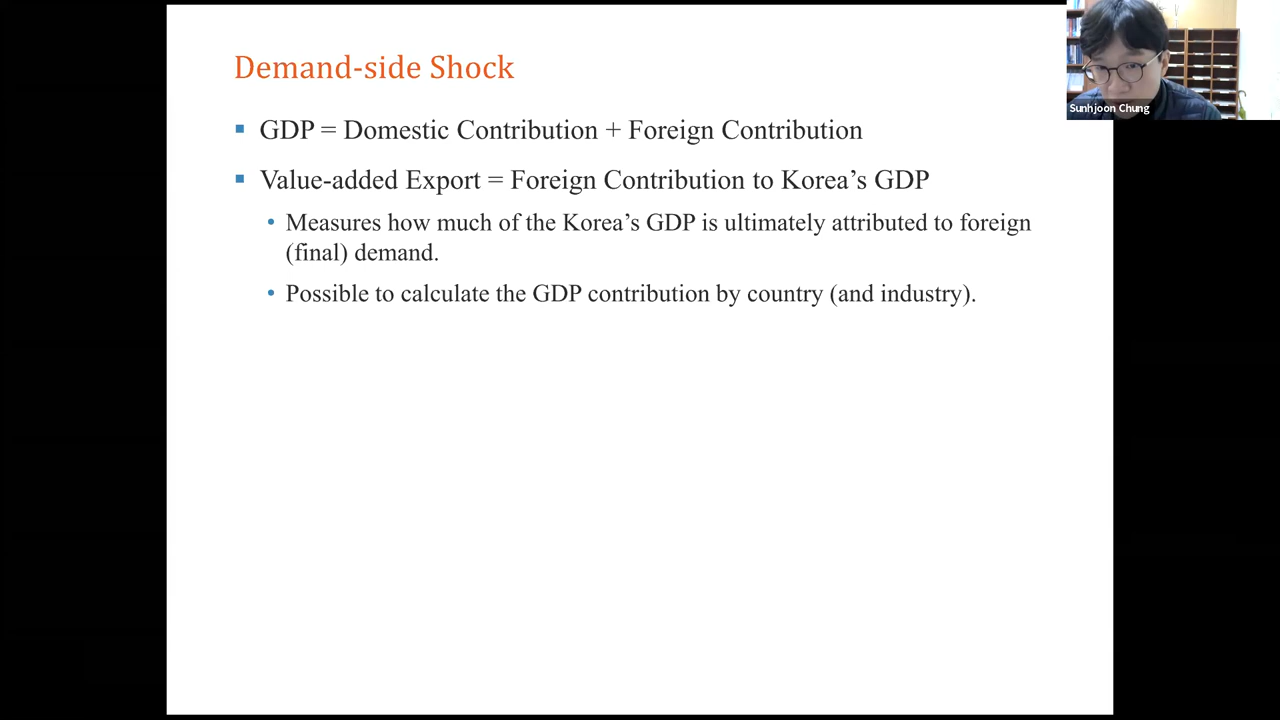 Demand-side Shock
▪ GDP = Domestic Contribution + Foreign Contribution
▪ Value-added Export = Foreign Contribution to Korea’s GDP
• Measures how much of the Korea’s GDP is ultimately attributed to foreign
(final) demand.
• Possible to calculate the GDP contribution by country (and industry).
Sunhjoon Chung